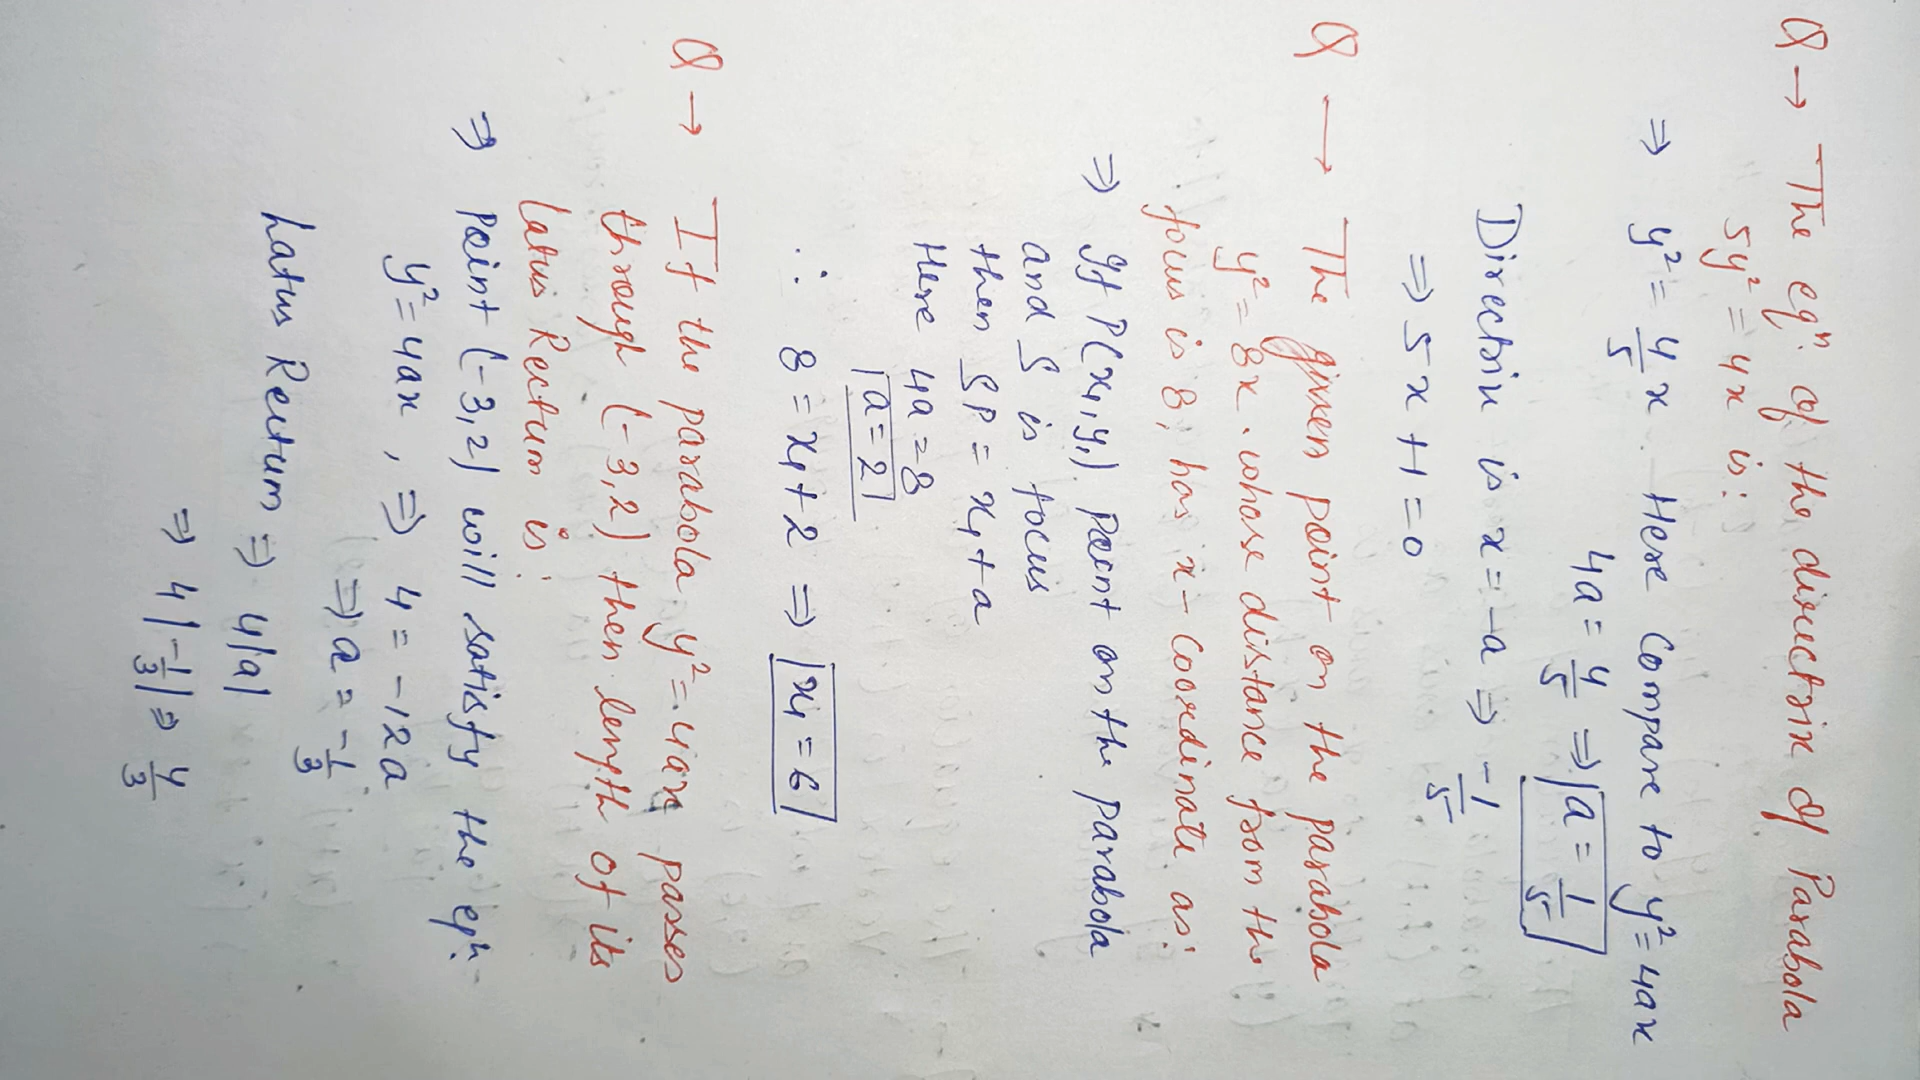 Q → The eqⁿ. of the directrix of Parabola
5y² = 4x is:
⇒ y² = 4/5 x Here Compare to y² = 4ax
4a = 4/5 ⇒ a = 1/5
Directrix is x = -a ⇒ -1/5
⇒ 5x + 1 = 0
Q → The given point on the parabola
y² = 8x. whose distance from the
focus is 8, has x - Coordinate as:
⇒ If P(x₁, y₁) point on the parabola
and S is focus
then SP = x₁ + a
Here 4a = 8
a = 2
∴ 8 = x₁ + 2 ⇒ x₁ = 6
Q → If the parabola y² = 4ax passes
through (-3, 2) then length of its
latus Rectum is:
⇒ Point (-3, 2) will satisfy the eqⁿ.
y² = 4ax, ⇒ 4 = -12a
⇒ a = -1/3
Latus Rectum ⇒ 4|a|
⇒ 4|-1/3| ⇒ 4/3